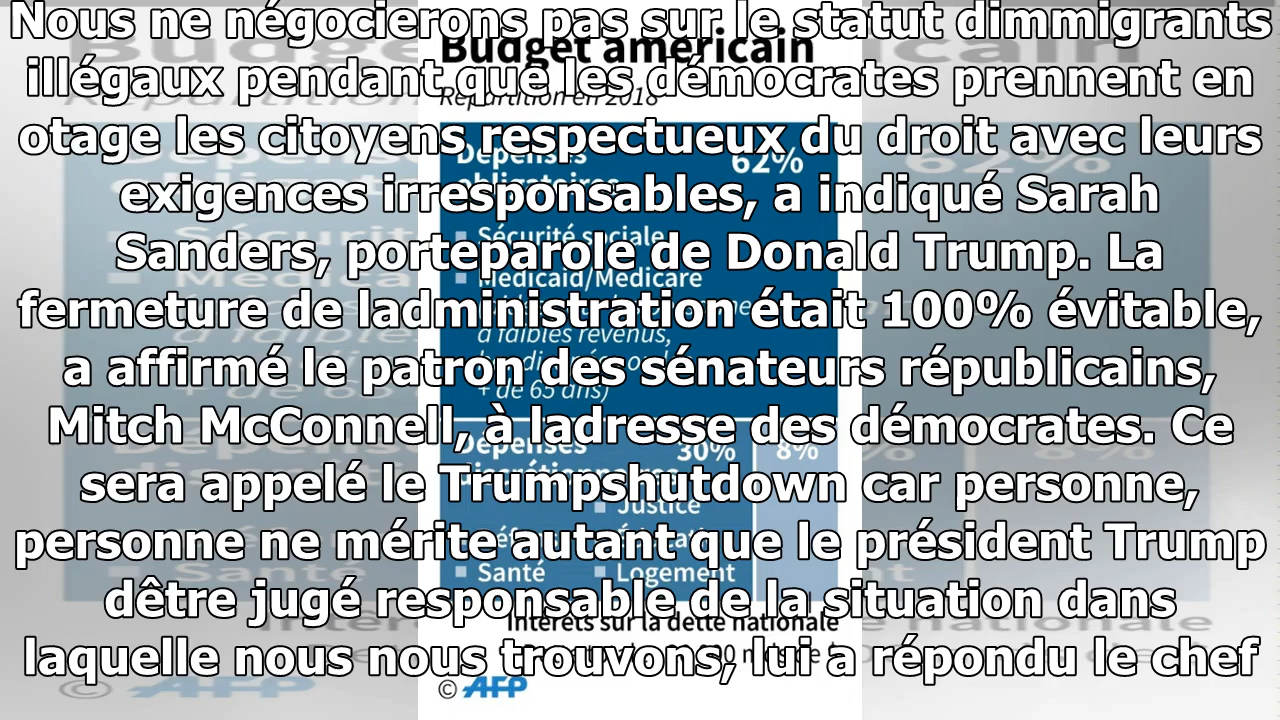 Nous ne négocierons pas sur le statut dimmigrants
illégaux pendant que les démocrates prennent en
otage les citoyens respectueux du droit avec leurs
exigences irresponsables, a indiqué Sarah
Sanders, porteparole de Donald Trump. La
fermeture de ladministration était 100% évitable,
a affirmé le patron des sénateurs républicains,
Mitch McConnell, à ladresse des démocrates. Ce
sera appelé le Trumpshutdown car personne,
personne ne mérite autant que le président Trump
dêtre jugé responsable de la situation dans
laquelle nous nous trouvons, lui a répondu le chef
Budget américain
Répartition en 2018
Dépenses
obligatoires
62%
Sécurité sociale
Medicaid/Medicare
à faibles revenus,
+ de 65 ans)
Dépenses
discrétionnaires
30%
8%
Justice
Santé
Logement
Intérêts sur la dette nationale
© AFP